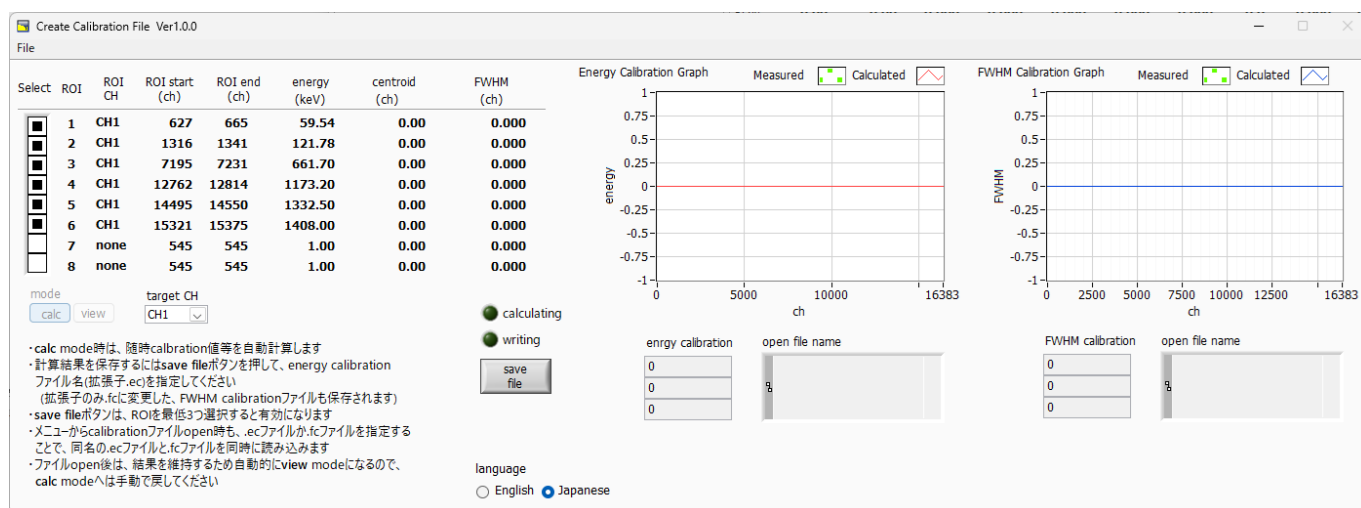 Create Calibration File Ver1.0.0
File
Select ROI ROI CH ROI start (ch) ROI end (ch) energy (keV) centroid (ch) FWHM (ch)
1 CH1 627 665 59.54 0.00 0.000
2 CH1 1316 1341 121.78 0.00 0.000
3 CH1 7195 7231 661.70 0.00 0.000
4 CH1 12762 12814 1173.20 0.00 0.000
5 CH1 14495 14550 1332.50 0.00 0.000
6 CH1 15321 15375 1408.00 0.00 0.000
7 none 545 545 1.00 0.00 0.000
8 none 545 545 1.00 0.00 0.000
mode
calc view
target CH
CH1
calculating
writing
save
file
・calc mode時は、随時calbration値等を自動計算します
・計算結果を保存するにはsave fileボタンを押して、energy calibration
ファイル名(拡張子.ec)を指定してください
(拡張子のみ.fcに変更した、FWHM calibrationファイルも保存されます)
・save fileボタンは、ROIを最低3つ選択すると有効になります
・メニューからcalibrationファイルopen時も、.ecファイルか.fcファイルを指定する
ことで、同名の.ecファイルと.fcファイルを同時に読み込みます
・ファイルopen後は、結果を維持するため自動的にview modeになるので、
calc modeへは手動で戻してください
language
English Japanese
Energy Calibration Graph Measured Calculated
1
0.75
0.5
0.25
0
-0.25
-0.5
-0.75
-1
energy
0 5000 10000 16383
ch
enrgy calibration open file name
0
0
0
FWHM Calibration Graph Measured Calculated
1
0.75
0.5
0.25
0
-0.25
-0.5
-0.75
-1
FWHM
0 2500 5000 7500 10000 12500 16383
ch
FWHM calibration open file name
0
0
0